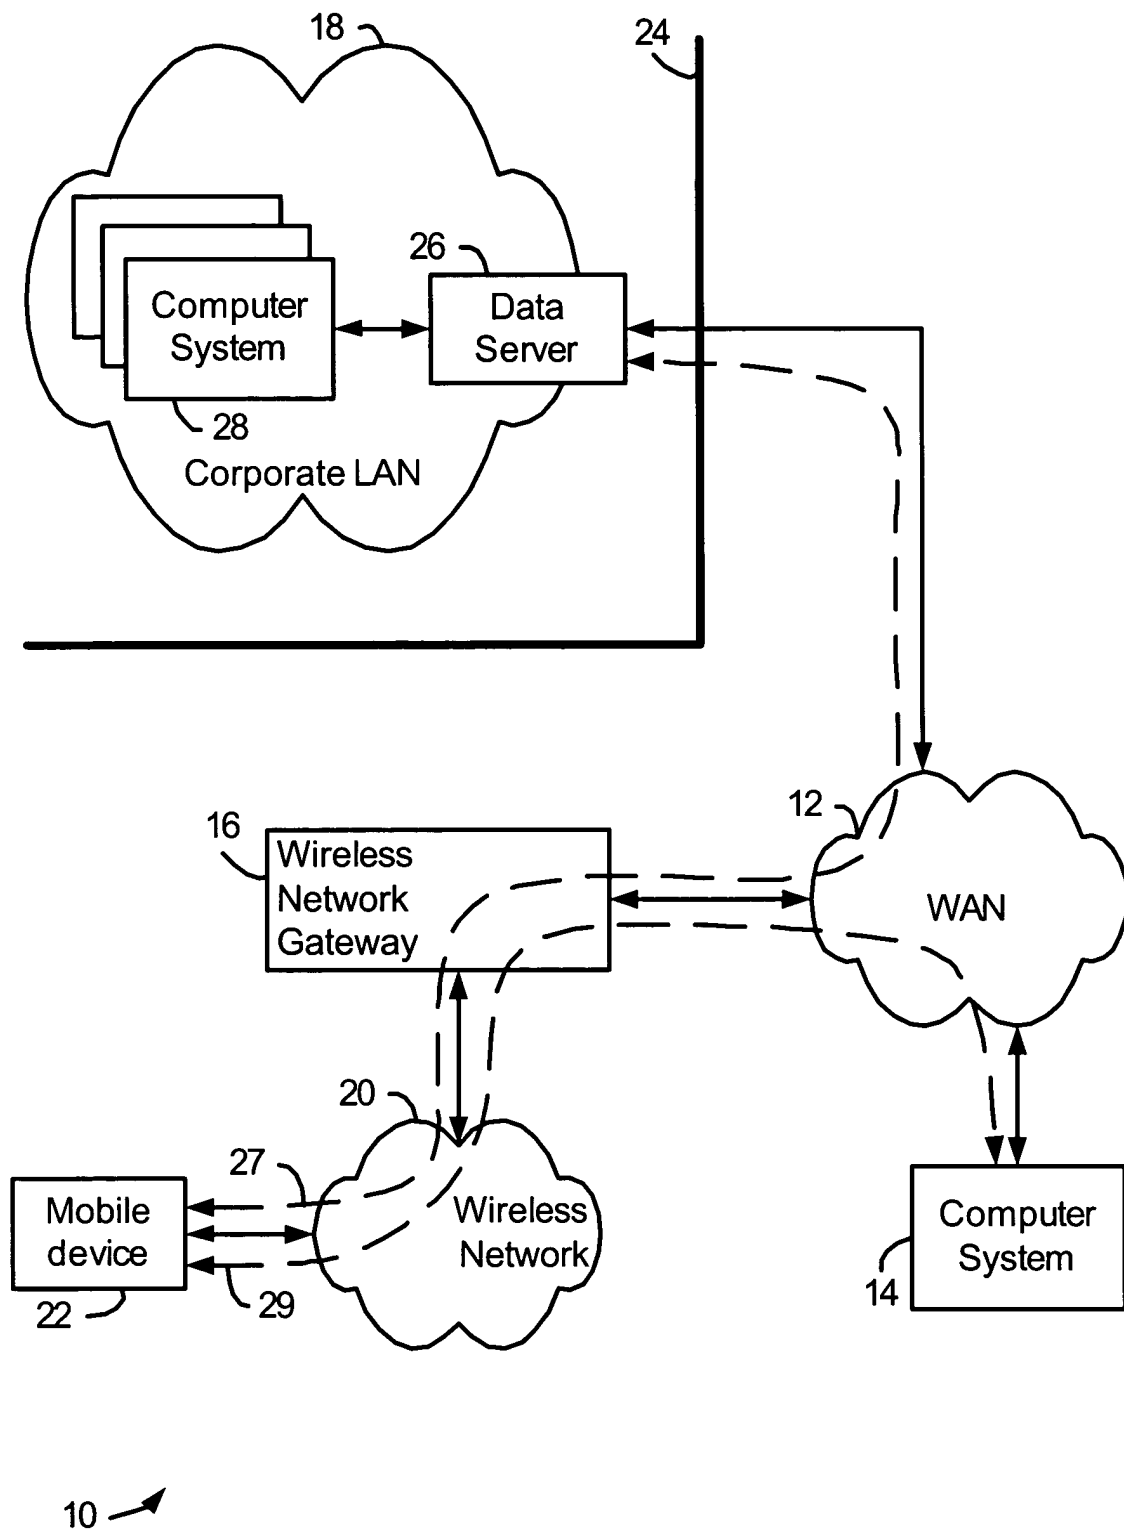 18
24
26
Computer
System
Data
Server
28
Corporate LAN
12
16
Wireless
Network
Gateway
WAN
20
27
Mobile
device
Wireless
Network
Computer
System
22
29
14
10